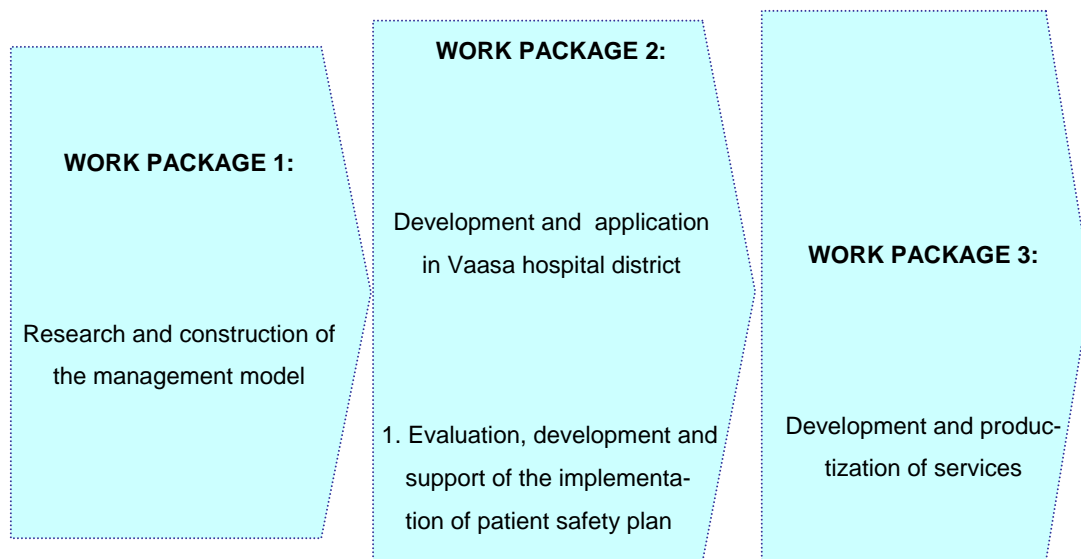 WORK PACKAGE 1:
Research and construction of
the management model
WORK PACKAGE 2:
Development and application
in Vaasa hospital district
1. Evaluation, development and
support of the implementa-
tion of patient safety plan
WORK PACKAGE 3:
Development and produc-
tization of services